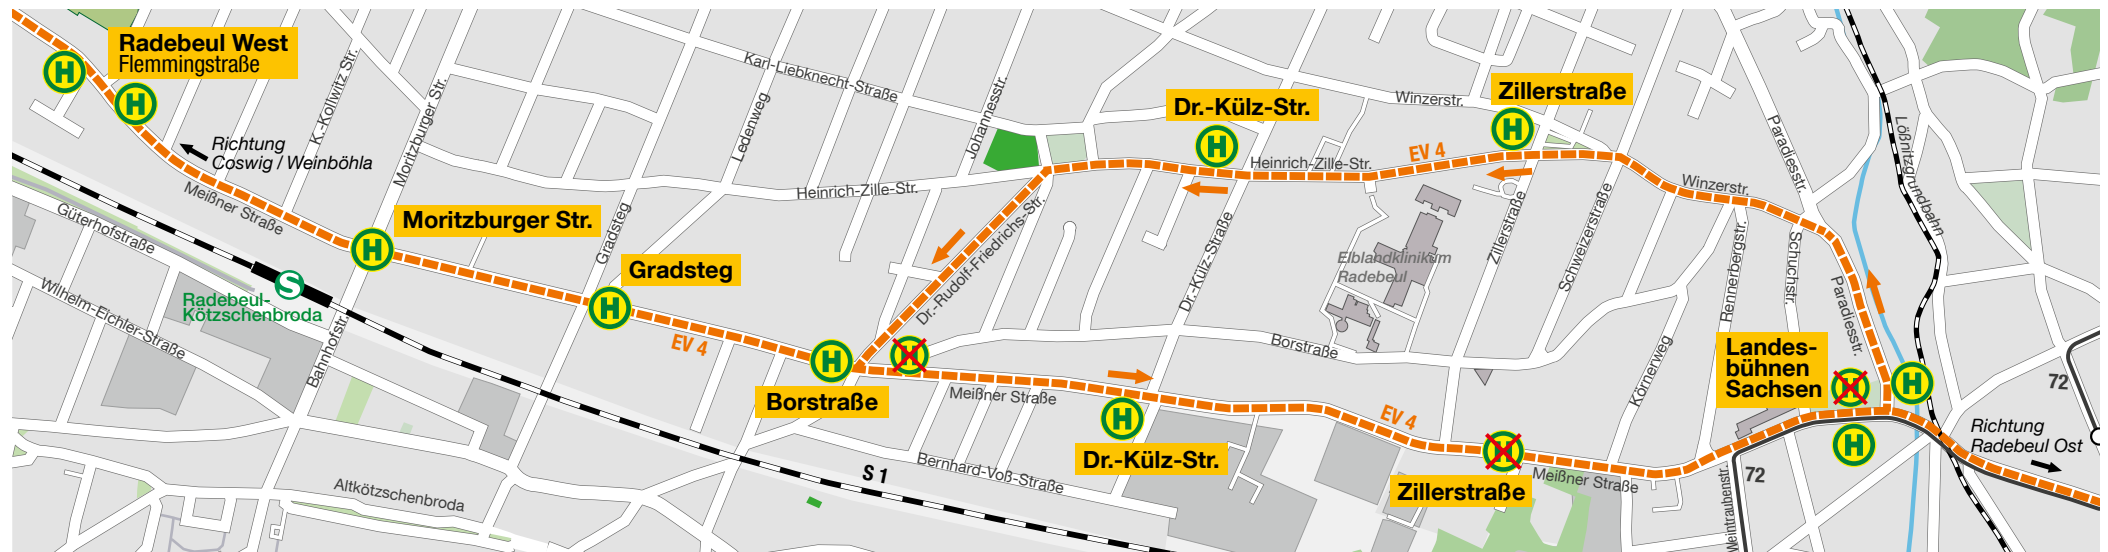 Radebeul West
Flemmingstraße
H
H
Richtung
Coswig / Weinböhla
K.-Kollwitz Str.
Moritzburger Str.
Meißner Straße
Güterhofstraße
Wilhelm-Eichler-Straße
S
Radebeul-
Kötzschenbroda
Bahnhofstr.
H
Moritzburger Str.
Altkötzschenbroda
Gradsteg
H
Gradsteg
EV 4
Ledenweg
Karl-Liebknecht-Straße
Heinrich-Zille-Str.
Johannesstr.
Dr.-Rudolf-Friedrichs-Str.
H
H
Borstraße
Meißner Straße
S 1
Bernhard-Voß-Straße
H
Dr.-Külz-Str.
Dr.-Külz-Str.
H
Heinrich-Zille-Str.
Dr.-Külz-Straße
Borstraße
EV 4
Winzerstr.
Zillerstraße
H
Elblandklinikum
Radebeul
Zillerstraße
Schweizerstraße
EV 4
H
Zillerstraße
Meißner Straße
Körnerweg
Winzerstr.
Rennerbergstr.
Schuchstr.
Paradiesstr.
Paradiesstr.
Lößnitzgrundbahn
Landes-
bühnen
Sachsen
H
H
H
72
72
Weintraubenstr.
Richtung
Radebeul Ost